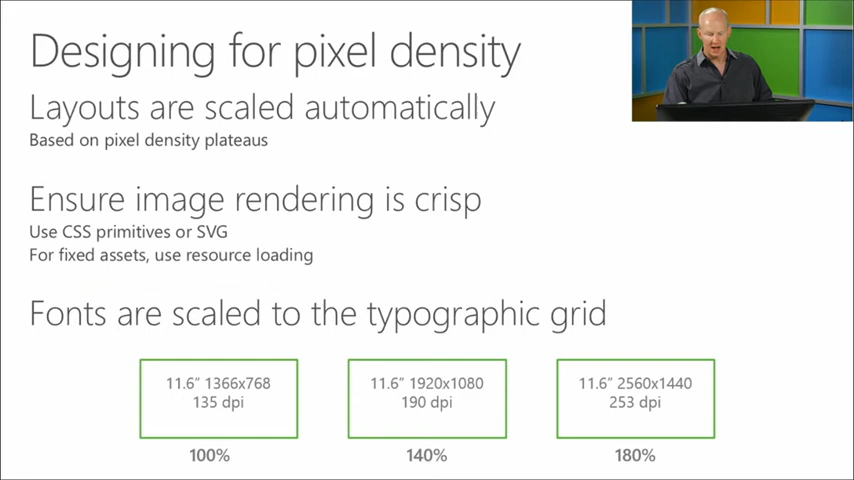 Designing for pixel density
Layouts are scaled automatically
Based on pixel density plateaus
Ensure image rendering is crisp
Use CSS primitives or SVG
For fixed assets, use resource loading
Fonts are scaled to the typographic grid
11.6” 1366x768
135 dpi
100%
11.6” 1920x1080
190 dpi
140%
11.6” 2560x1440
253 dpi
180%